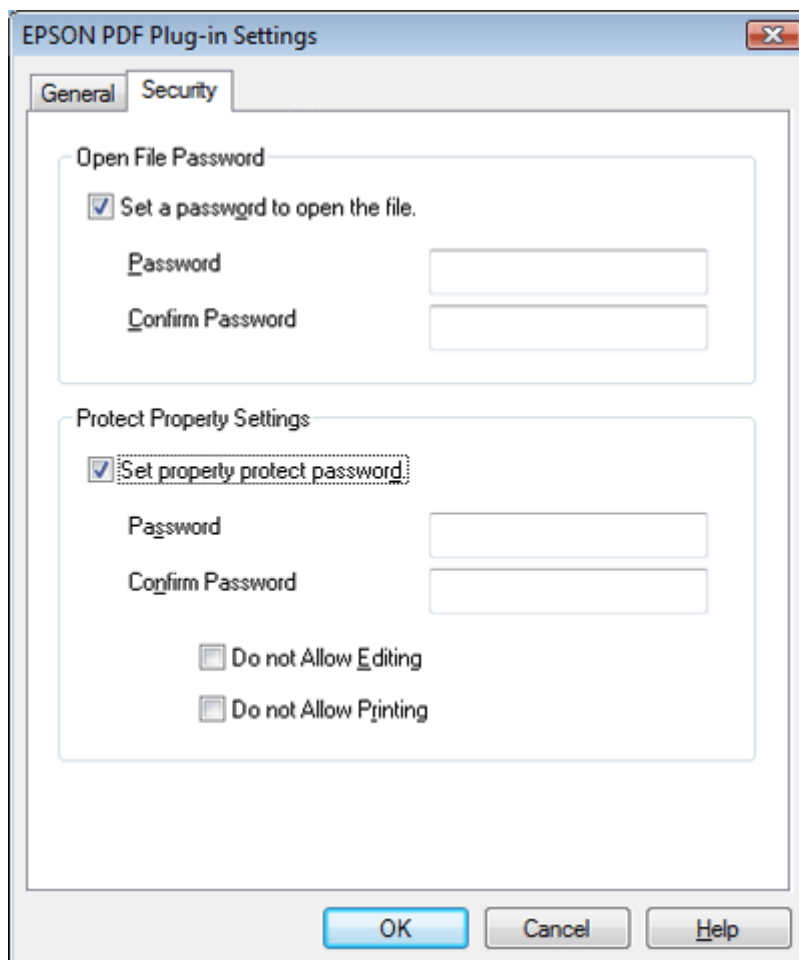 EPSON PDF Plug-in Settings
General Security
Open File Password
Set a password to open the file.
Password
Confirm Password
Protect Property Settings
Set property protect password.
Password
Confirm Password
Do not Allow Editing
Do not Allow Printing
OK Cancel Help